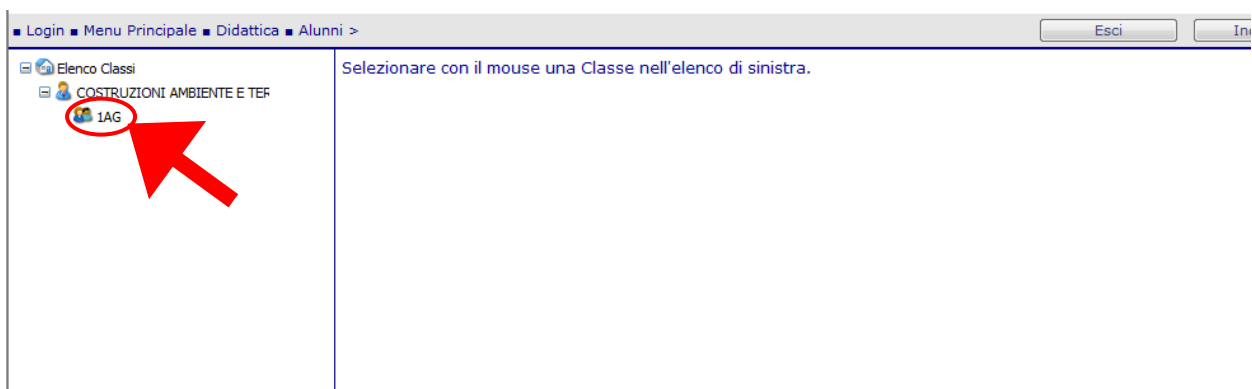 ▪ Login ▪ Menu Principale ▪ Didattica ▪ Alunni >
Esci
Elenco Classi
COSTRUZIONI AMBIENTE E TER
1AG
Selezionare con il mouse una Classe nell'elenco di sinistra.